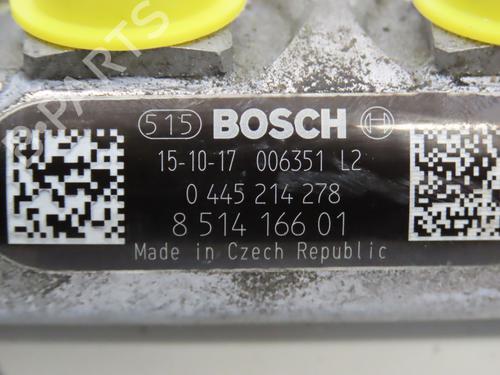 515 BOSCH
15-10-17 006351 L2
0 445 214 278
8 514 166 01
Made in Czech Republic